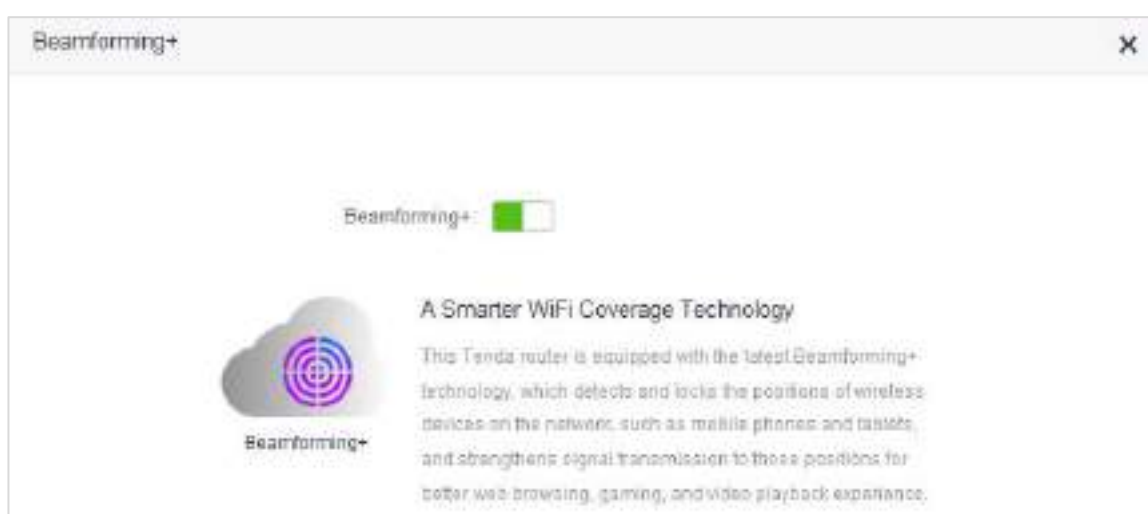 Beamforming+
Beamforming+:
A Smarter WiFi Coverage Technology
This Tenda router is equipped with the latest Beamforming+
technology, which detects and locks the positions of wireless
devices on the network, such as mobile phones and tablets,
Beamforming+
and strengthens signal transmission to those positions for
better web browsing, gaming, and video playback experience.